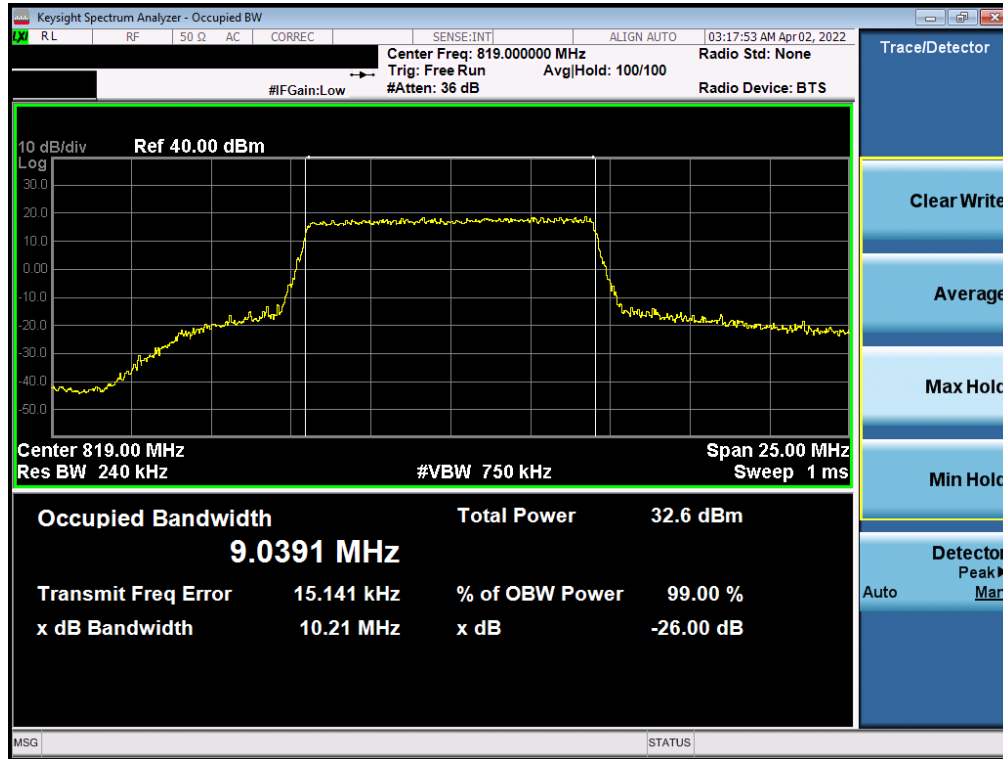 Keysight Spectrum Analyzer - Occupied BW
LXI RL RF 50 Ω AC CORREC SENSE:INT ALIGN AUTO 03:17:53 AM Apr 02, 2022
Center Freq: 819.000000 MHz Radio Std: None
Trig: Free Run Avg|Hold: 100/100
#IFGain:Low #Atten: 36 dB Radio Device: BTS
10 dB/div Ref 40.00 dBm
Log
30.0
20.0
10.0
0.00
-10.0
-20.0
-30.0
-40.0
-50.0
Center 819.00 MHz Span 25.00 MHz
Res BW 240 kHz #VBW 750 kHz Sweep 1 ms
Occupied Bandwidth Total Power 32.6 dBm
9.0391 MHz
Transmit Freq Error 15.141 kHz % of OBW Power 99.00 %
x dB Bandwidth 10.21 MHz x dB -26.00 dB
MSG STATUS
Trace/Detector
Clear Write
Average
Max Hold
Min Hold
Detector
Peak▶
Auto Man